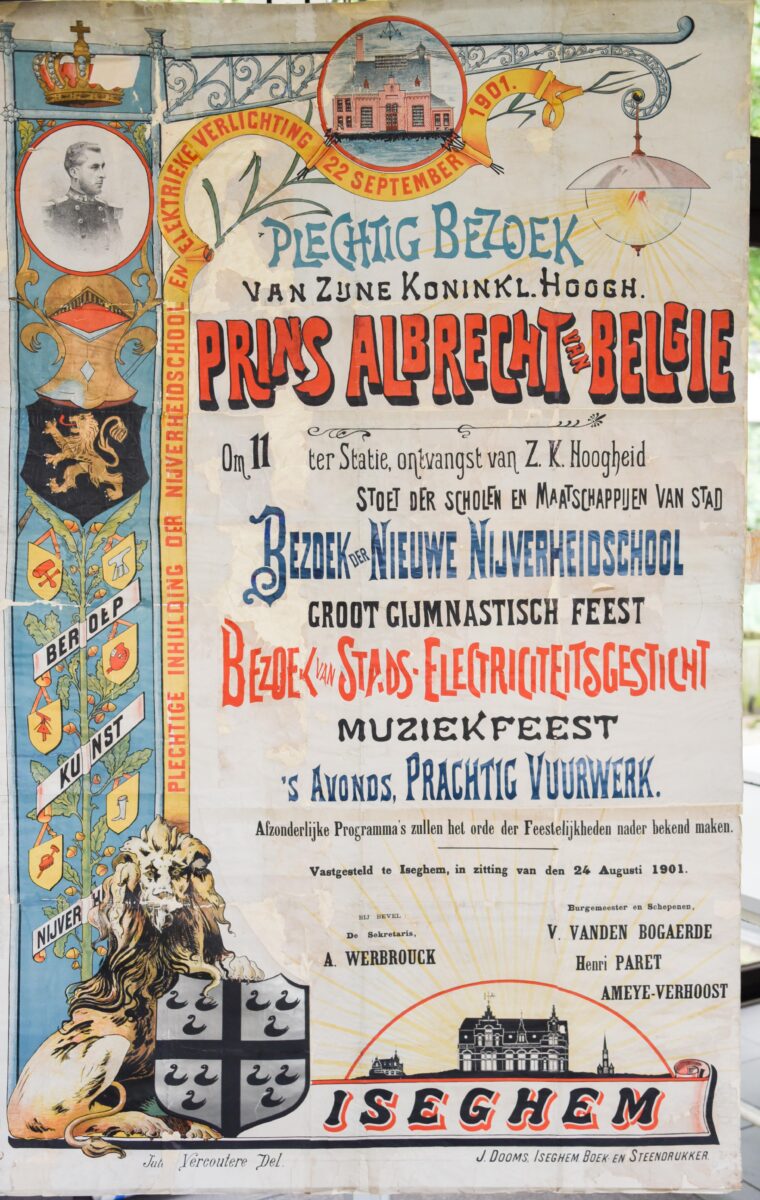 PLECHTIGE INHULDING DER NIJVERHEIDSCHOOL EN ELEKTRIEKE VERLICHTING
22 SEPTEMBER 1901.
PLECHTIG BEZOEK
VAN ZIJNE KONINKL. HOOGH.
PRINS ALBRECHT VAN BELGIE
Om 11 ter Statie, ontvangst van Z. K. Hoogheid
STOET DER SCHOLEN EN MAATSCHAPPIJEN VAN STAD
BEZOEK DER NIEUWE NIJVERHEIDSCHOOL
GROOT GIJMNASTISCH FEEST
BEZOEK VAN STADS-ELECTRICITEITSGESTICHT
MUZIEKFEEST
'S AVONDS, PRACHTIG VUURWERK.
Afzonderlijke Programma's zullen het orde der Feestelijkheden nader bekend maken.
Vastgesteld te Iseghem, in zitting van den 24 Augusti 1901.
BIJ BEVEL:
De Sekretaris,
A. WERBROUCK
Burgemeester en Schepenen,
V. VANDEN BOGAERDE
Henri PARET
AMEYE-VERHOOST
BEROEP
KUNST
NIJVERH
ISEGHEM
Vercoutere Del.
J. DOOMS, ISEGHEM BOEK- EN STEENDRUKKER.